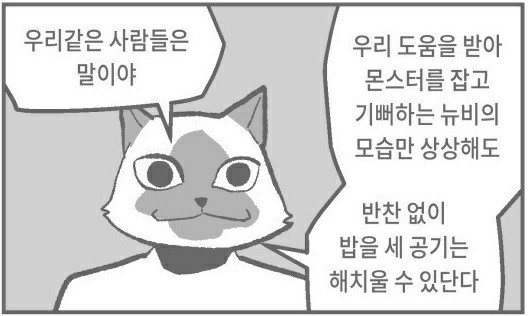 우리같은 사람들은
말이야
우리 도움을 받아
몬스터를 잡고
기뻐하는 뉴비의
모습만 상상해도
반찬 없이
밥을 세 공기는
해치울 수 있단다